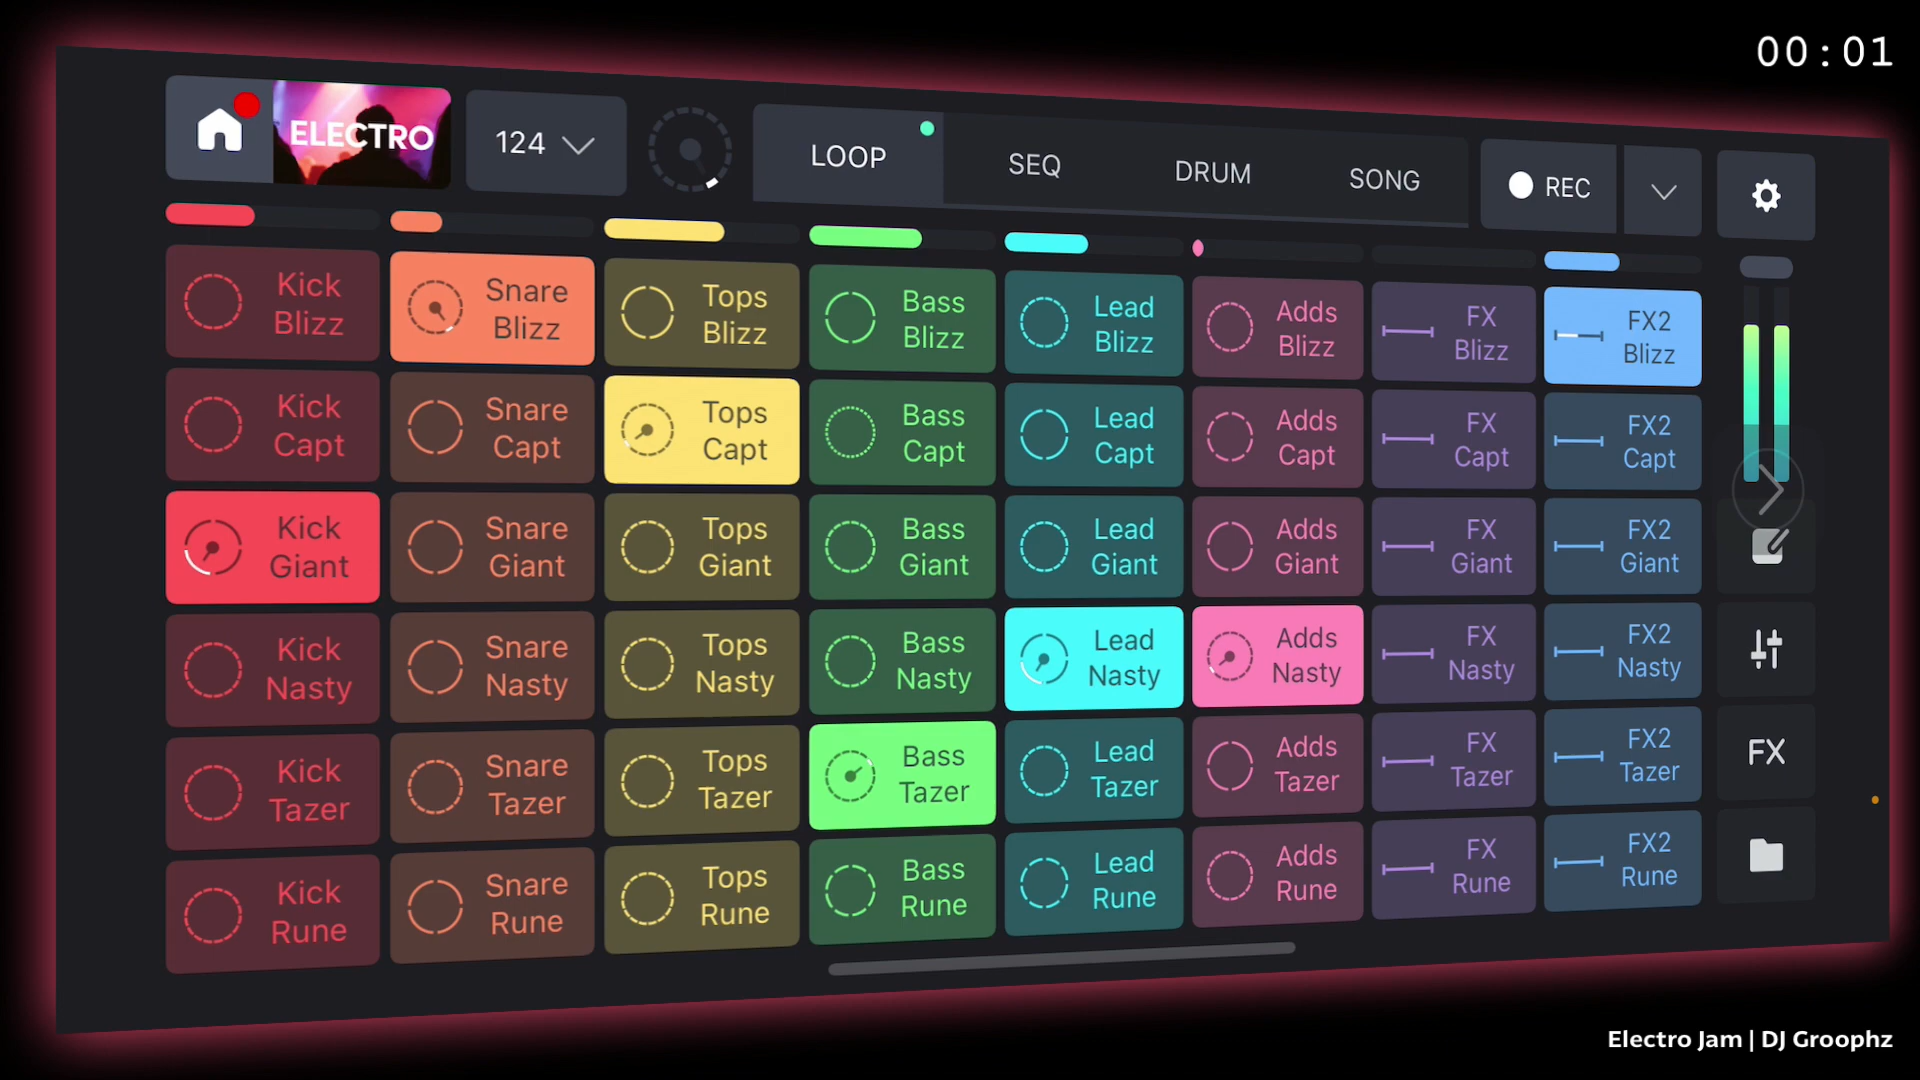 00:01
ELECTRO
124
LOOP
SEQ
DRUM
SONG
REC
Kick
Blizz
Snare
Blizz
Tops
Blizz
Bass
Blizz
Lead
Blizz
Adds
Blizz
FX
Blizz
FX2
Blizz
Kick
Capt
Snare
Capt
Tops
Capt
Bass
Capt
Lead
Capt
Adds
Capt
FX
Capt
FX2
Capt
Kick
Giant
Snare
Giant
Tops
Giant
Bass
Giant
Lead
Giant
Adds
Giant
FX
Giant
FX2
Giant
Kick
Nasty
Snare
Nasty
Tops
Nasty
Bass
Nasty
Lead
Nasty
Adds
Nasty
FX
Nasty
FX2
Nasty
Kick
Tazer
Snare
Tazer
Tops
Tazer
Bass
Tazer
Lead
Tazer
Adds
Tazer
FX
Tazer
FX2
Tazer
FX
Kick
Rune
Snare
Rune
Tops
Rune
Bass
Rune
Lead
Rune
Adds
Rune
FX
Rune
FX2
Rune
Electro Jam | DJ Groophz